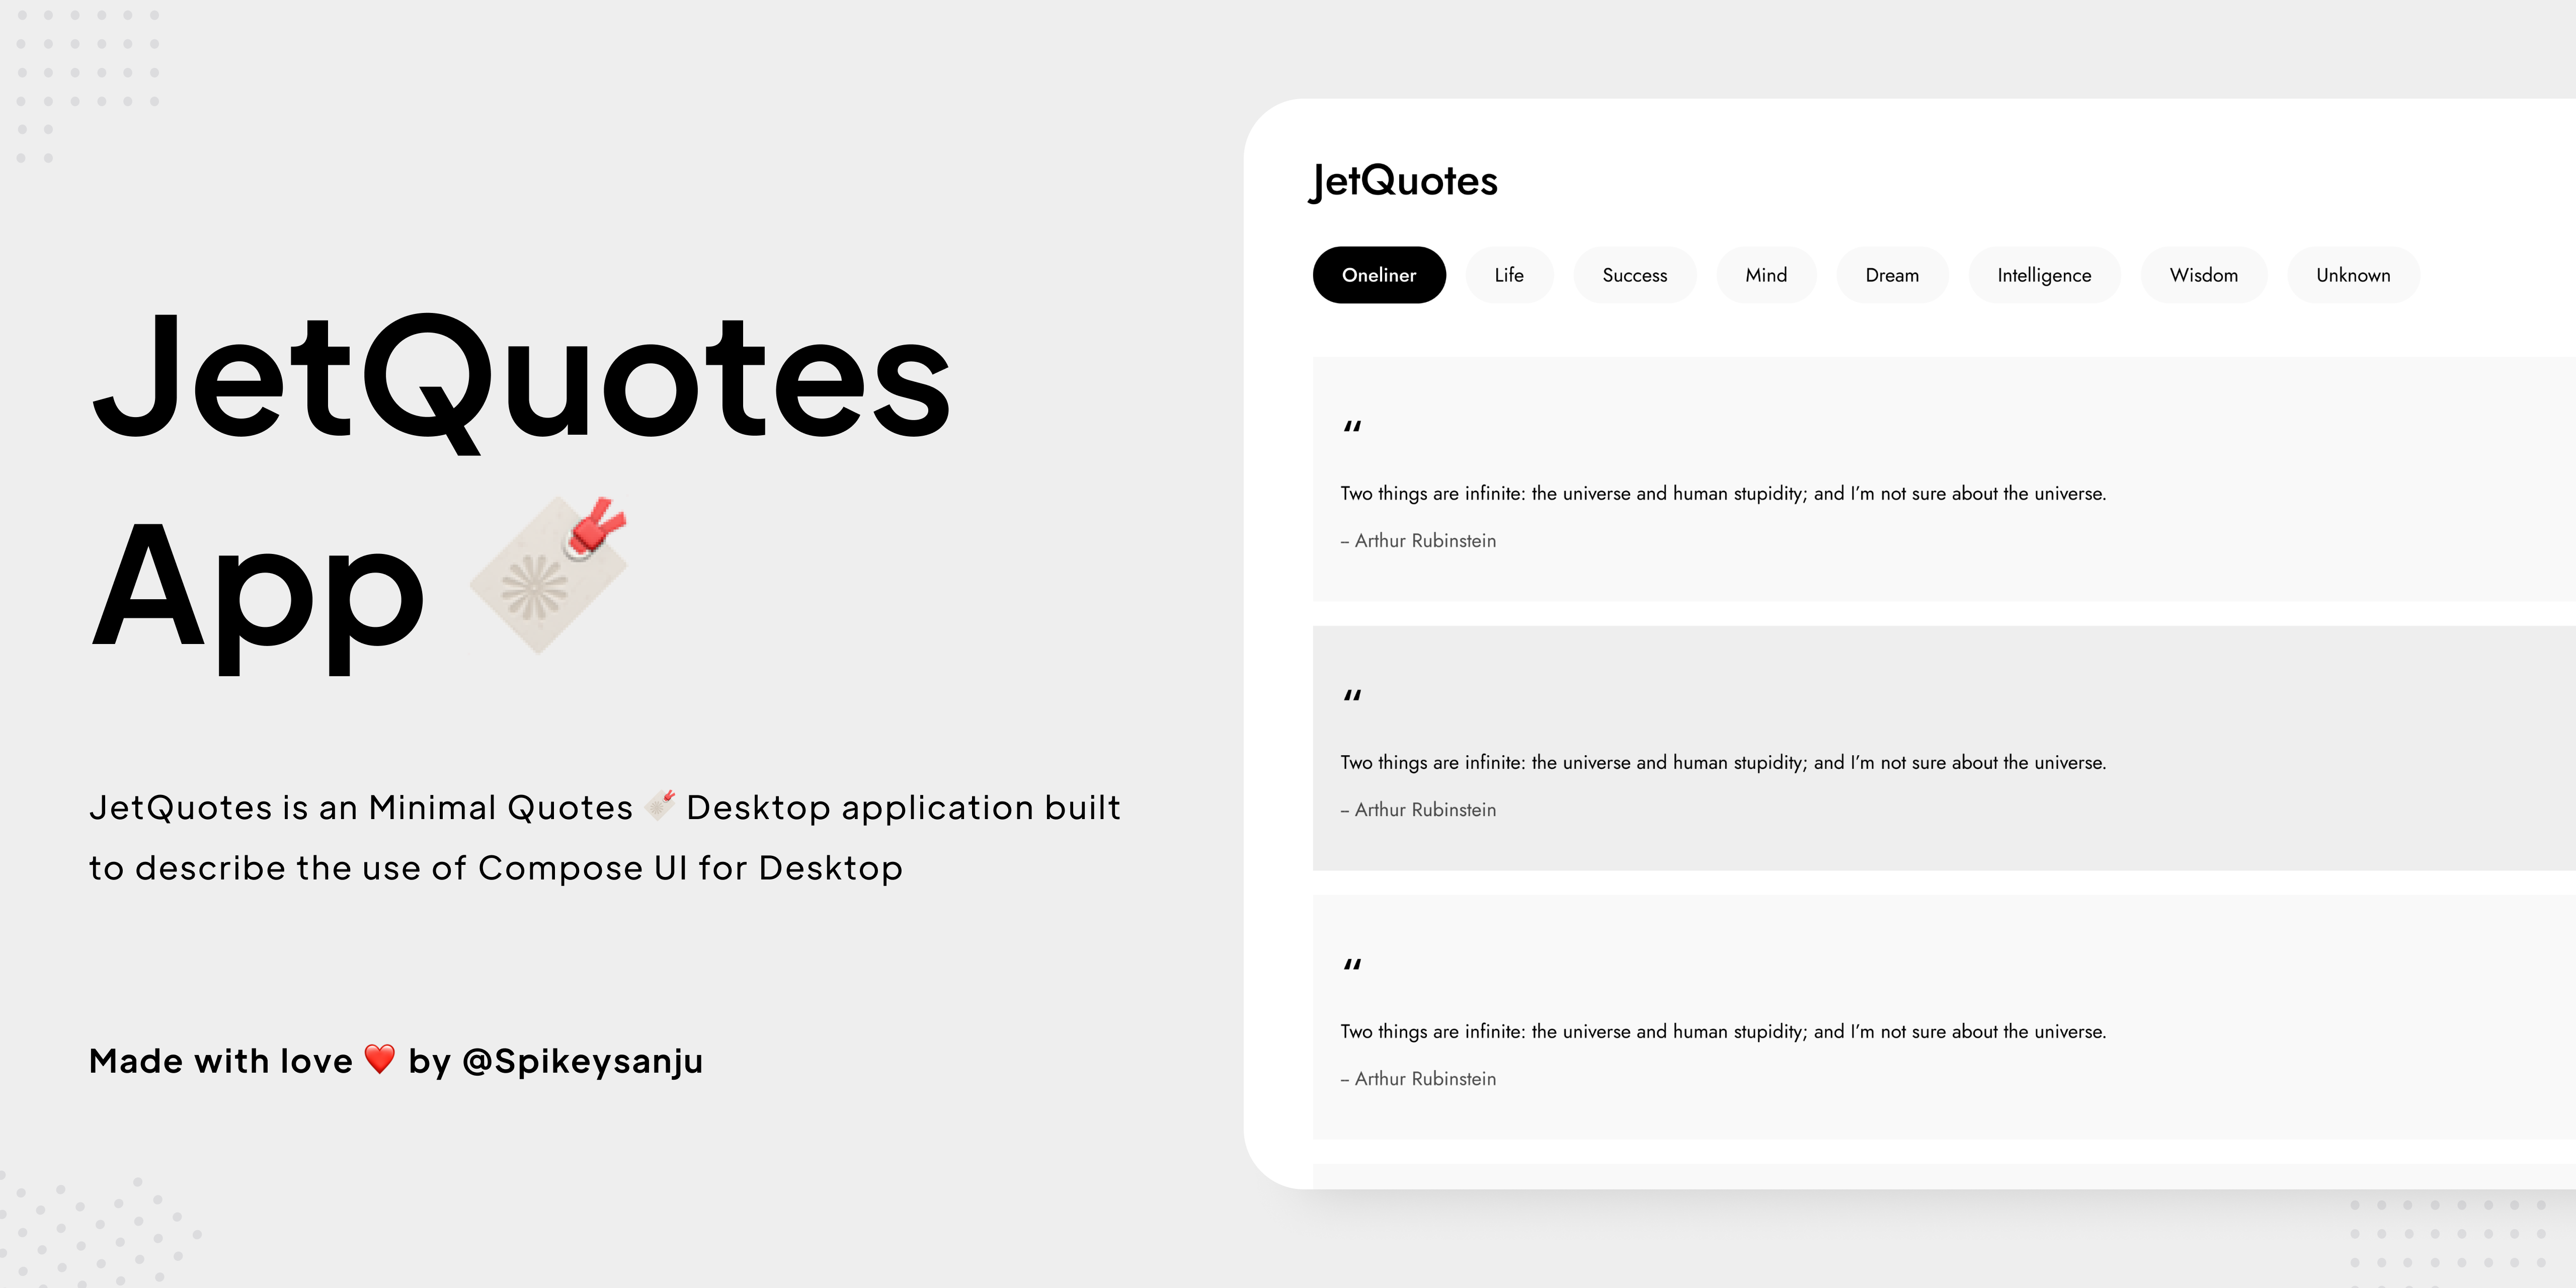 JetQuotes
App
JetQuotes is an Minimal Quotes Desktop application built
to describe the use of Compose UI for Desktop
Made with love ❤️ by @Spikeysanju
JetQuotes
Oneliner Life Success Mind Dream Intelligence Wisdom Unknown
“
Two things are infinite: the universe and human stupidity; and I’m not sure about the universe.
– Arthur Rubinstein
“
Two things are infinite: the universe and human stupidity; and I’m not sure about the universe.
– Arthur Rubinstein
“
Two things are infinite: the universe and human stupidity; and I’m not sure about the universe.
– Arthur Rubinstein